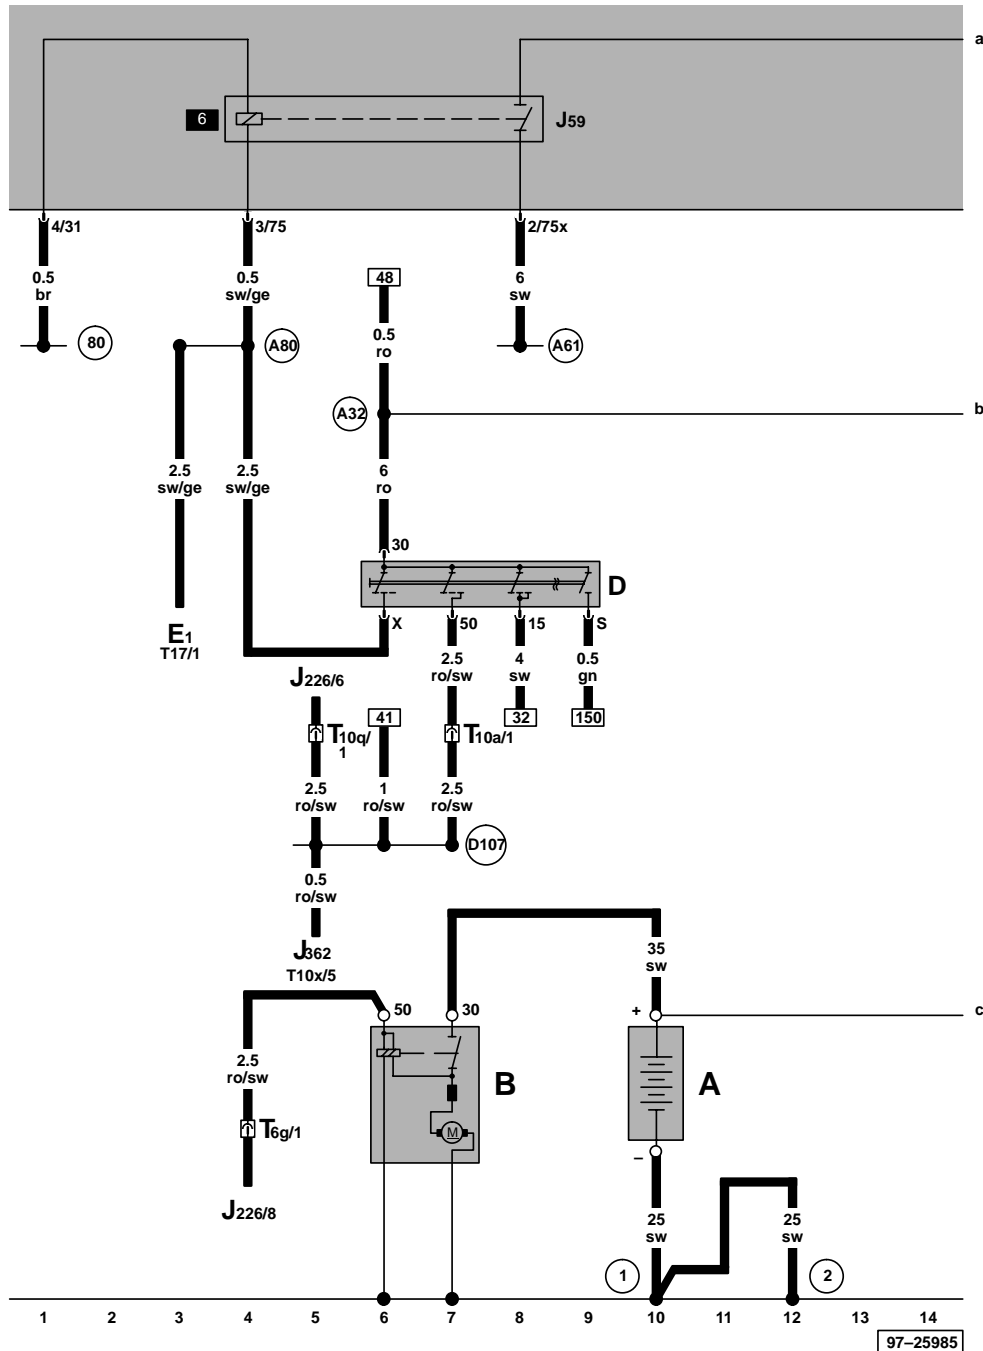 a
6
J59
4/31
3/75
2/75x
0.5
br
0.5
sw/ge
48
6
sw
0.5
ro
80
A80
A61
A32
b
2.5
sw/ge
2.5
sw/ge
6
ro
30
D
X
50
15
S
E1
T17/1
2.5
ro/sw
4
sw
0.5
gn
J226/6
41
32
150
T10q/
1
T10a/1
2.5
ro/sw
1
ro/sw
2.5
ro/sw
D107
0.5
ro/sw
J362
T10x/5
35
sw
50
30
+
c
2.5
ro/sw
B
A
M
T6g/1
–
J226/8
25
sw
25
sw
1
2
1 2 3 4 5 6 7 8 9 10 11 12 13 14
97–25985